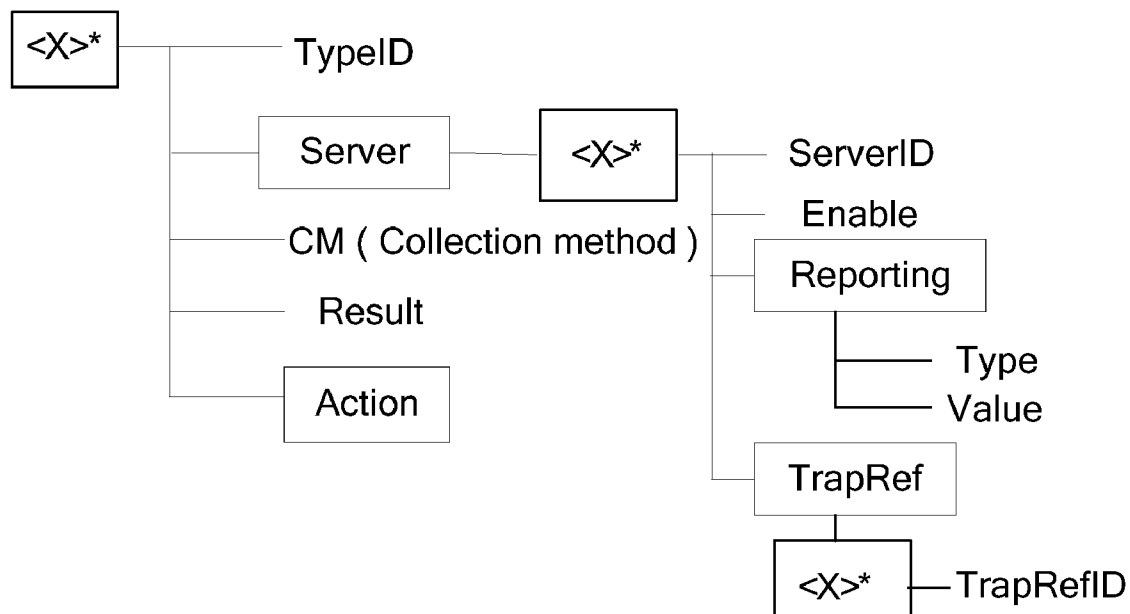 <X>*
TypeID
Server
<X>*
ServerID
Enable
CM ( Collection method )
Reporting
Result
Type
Action
Value
TrapRef
<X>*
TrapRefID